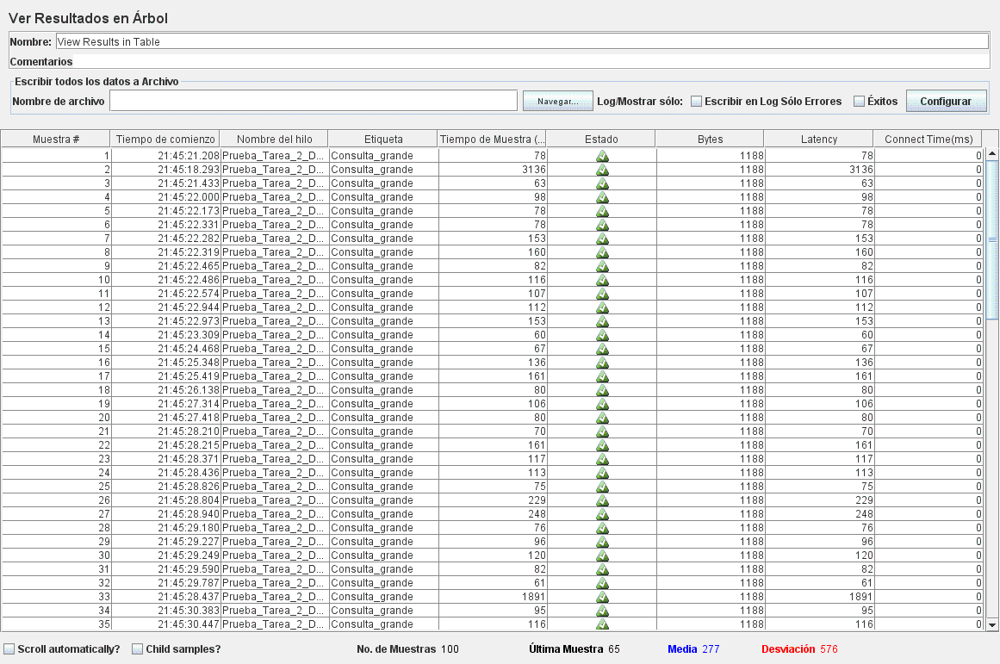 Ver Resultados en Árbol
Nombre: View Results in Table
Comentarios
Escribir todos los datos a Archivo
Nombre de archivo Navegar... Log/Mostrar sólo: Escribir en Log Sólo Errores Éxitos Configurar
Muestra # Tiempo de comienzo Nombre del hilo Etiqueta Tiempo de Muestra (... Estado Bytes Latency Connect Time(ms)
1 21:45:21.208 Prueba_Tarea_2_D... Consulta_grande 78 1188 78 0
2 21:45:18.293 Prueba_Tarea_2_D... Consulta_grande 3136 1188 3136 0
3 21:45:21.433 Prueba_Tarea_2_D... Consulta_grande 63 1188 63 0
4 21:45:22.000 Prueba_Tarea_2_D... Consulta_grande 98 1188 98 0
5 21:45:22.173 Prueba_Tarea_2_D... Consulta_grande 78 1188 78 0
6 21:45:22.331 Prueba_Tarea_2_D... Consulta_grande 78 1188 78 0
7 21:45:22.282 Prueba_Tarea_2_D... Consulta_grande 153 1188 153 0
8 21:45:22.319 Prueba_Tarea_2_D... Consulta_grande 160 1188 160 0
9 21:45:22.465 Prueba_Tarea_2_D... Consulta_grande 82 1188 82 0
10 21:45:22.486 Prueba_Tarea_2_D... Consulta_grande 116 1188 116 0
11 21:45:22.574 Prueba_Tarea_2_D... Consulta_grande 107 1188 107 0
12 21:45:22.944 Prueba_Tarea_2_D... Consulta_grande 112 1188 112 0
13 21:45:22.973 Prueba_Tarea_2_D... Consulta_grande 153 1188 153 0
14 21:45:23.309 Prueba_Tarea_2_D... Consulta_grande 60 1188 60 0
15 21:45:24.468 Prueba_Tarea_2_D... Consulta_grande 67 1188 67 0
16 21:45:25.348 Prueba_Tarea_2_D... Consulta_grande 136 1188 136 0
17 21:45:25.419 Prueba_Tarea_2_D... Consulta_grande 161 1188 161 0
18 21:45:26.138 Prueba_Tarea_2_D... Consulta_grande 80 1188 80 0
19 21:45:27.314 Prueba_Tarea_2_D... Consulta_grande 106 1188 106 0
20 21:45:27.418 Prueba_Tarea_2_D... Consulta_grande 80 1188 80 0
21 21:45:28.210 Prueba_Tarea_2_D... Consulta_grande 70 1188 70 0
22 21:45:28.215 Prueba_Tarea_2_D... Consulta_grande 161 1188 161 0
23 21:45:28.371 Prueba_Tarea_2_D... Consulta_grande 117 1188 117 0
24 21:45:28.436 Prueba_Tarea_2_D... Consulta_grande 113 1188 113 0
25 21:45:28.826 Prueba_Tarea_2_D... Consulta_grande 75 1188 75 0
26 21:45:28.804 Prueba_Tarea_2_D... Consulta_grande 229 1188 229 0
27 21:45:28.940 Prueba_Tarea_2_D... Consulta_grande 248 1188 248 0
28 21:45:29.180 Prueba_Tarea_2_D... Consulta_grande 76 1188 76 0
29 21:45:29.227 Prueba_Tarea_2_D... Consulta_grande 96 1188 96 0
30 21:45:29.249 Prueba_Tarea_2_D... Consulta_grande 120 1188 120 0
31 21:45:29.590 Prueba_Tarea_2_D... Consulta_grande 82 1188 82 0
32 21:45:29.787 Prueba_Tarea_2_D... Consulta_grande 61 1188 61 0
33 21:45:28.437 Prueba_Tarea_2_D... Consulta_grande 1891 1188 1891 0
34 21:45:30.383 Prueba_Tarea_2_D... Consulta_grande 95 1188 95 0
35 21:45:30.447 Prueba_Tarea_2_D... Consulta_grande 116 1188 116 0
Scroll automatically? Child samples? No. de Muestras 100 Última Muestra 65 Media 277 Desviación 576